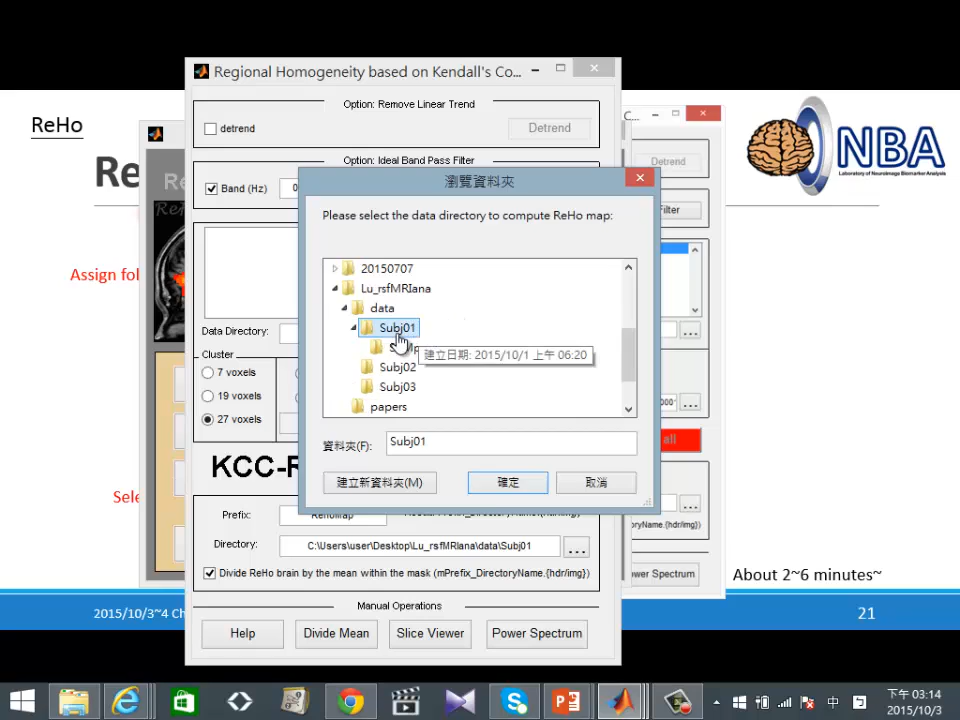 Regional Homogeneity based on Kendall's Co...
Option: Remove Linear Trend
detrend
Detrend
Option: Ideal Band Pass Filter
Band (Hz)
0
ReHo
Re
Re
C...
Detrend
Filter
NBA
Laboratory of Neuroimage Biomarker Analysis
瀏覽資料夾
Please select the data directory to compute ReHo map:
20150707
Lu_rsfMRIana
data
Subj01
建立日期: 2015/10/1 上午 06:20
Subj02
Subj03
papers
資料夾(F):
Subj01
建立新資料夾(M)
確定
取消
Assign fol
Data Directory:
...
Cluster
7 voxels
19 voxels
27 voxels
...
all
KCC-R
Sele
Prefix:
ReHoMap
...
oryName.{hdr/img})
Directory:
C:\Users\user\Desktop\Lu_rsfMRIana\data\Subj01
...
Divide ReHo brain by the mean within the mask (mPrefix_DirectoryName.{hdr/img})
wer Spectrum
About 2~6 minutes~
Manual Operations
Help
Divide Mean
Slice Viewer
Power Spectrum
2015/10/3~4 Ch
21
中
下午 03:14
2015/10/3